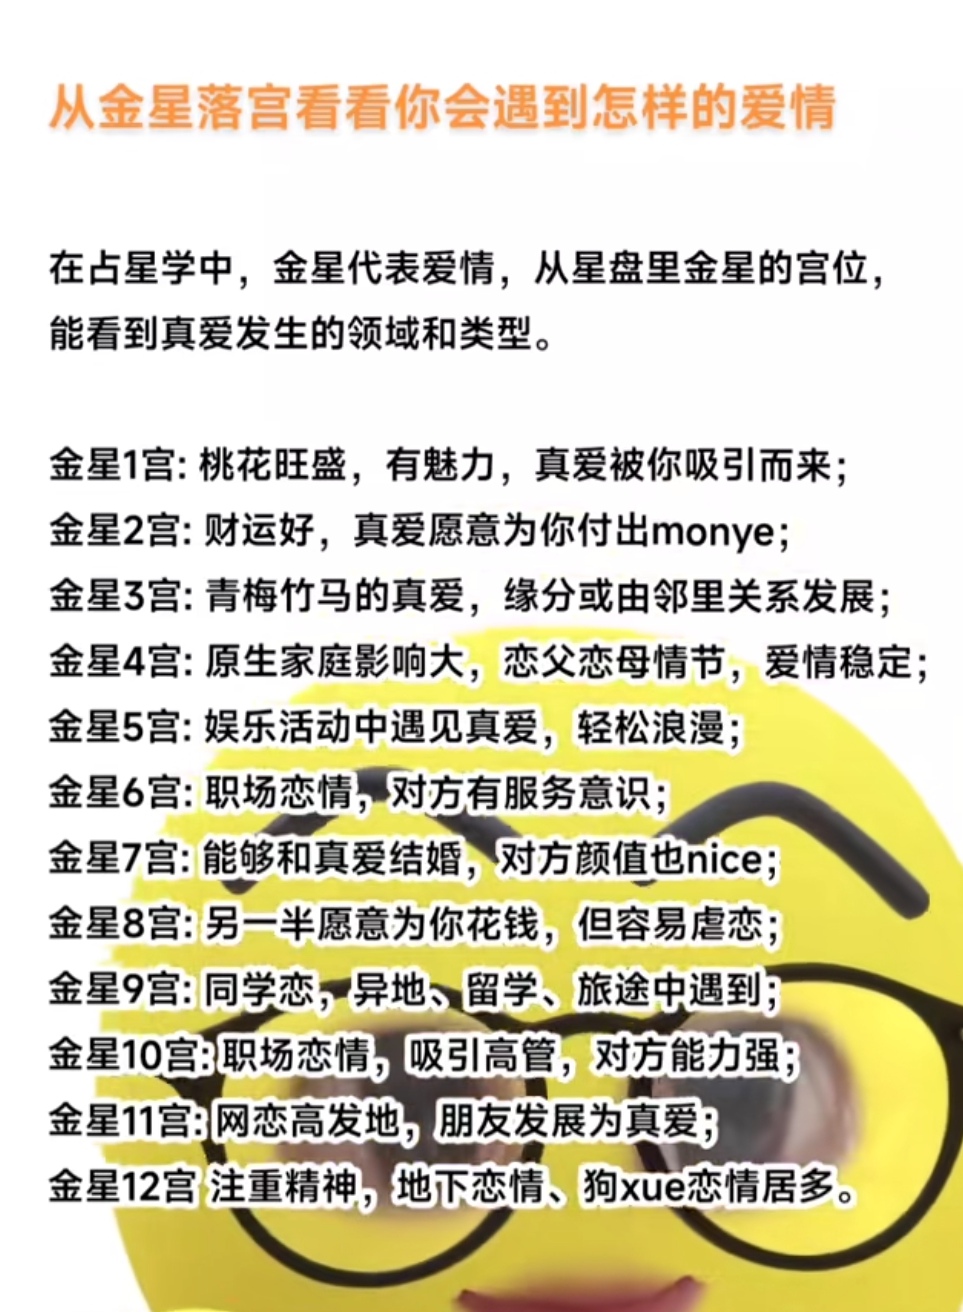 从金星落宫看看你会遇到怎样的爱情
在占星学中，金星代表爱情，从星盘里金星的宫位，
能看到真爱发生的领域和类型。
金星1宫: 桃花旺盛，有魅力，真爱被你吸引而来；
金星2宫: 财运好，真爱愿意为你付出monye；
金星3宫: 青梅竹马的真爱，缘分或由邻里关系发展；
金星4宫: 原生家庭影响大，恋父恋母情节，爱情稳定；
金星5宫: 娱乐活动中遇见真爱，轻松浪漫；
金星6宫: 职场恋情，对方有服务意识；
金星7宫: 能够和真爱结婚，对方颜值也nice；
金星8宫: 另一半愿意为你花钱，但容易虐恋；
金星9宫: 同学恋，异地、留学、旅途中遇到；
金星10宫: 职场恋情，吸引高管，对方能力强；
金星11宫: 网恋高发地，朋友发展为真爱；
金星12宫 注重精神，地下恋情、狗xue恋情居多。